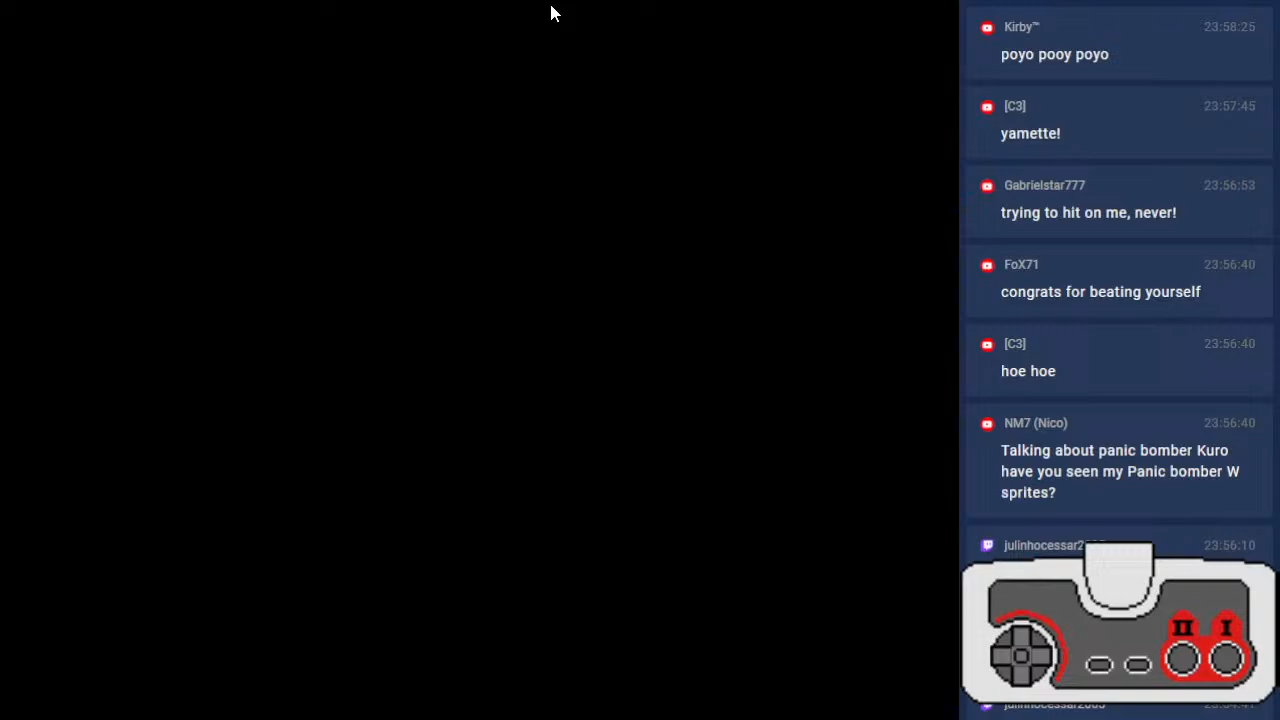 Kirby™ 23:58:25
poyo pooy poyo
[C3] 23:57:45
yamette!
Gabrielstar777 23:56:53
trying to hit on me, never!
FoX71 23:56:40
congrats for beating yourself
[C3] 23:56:40
hoe hoe
NM7 (Nico) 23:56:40
Talking about panic bomber Kuro
have you seen my Panic bomber W
sprites?
23:56:10
II I